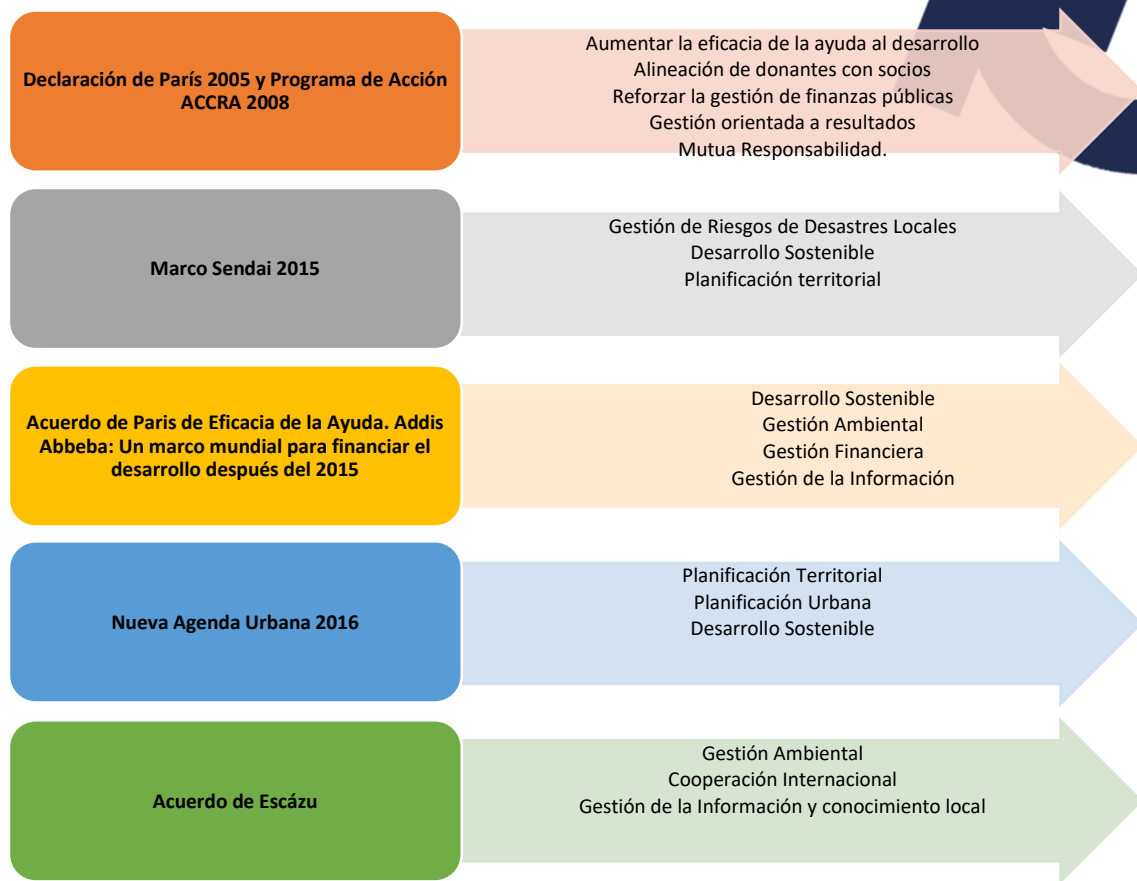 Declaración de París 2005 y Programa de Acción
ACCRA 2008
Aumentar la eficacia de la ayuda al desarrollo
Alineación de donantes con socios
Reforzar la gestión de finanzas públicas
Gestión orientada a resultados
Mutua Responsabilidad.
Marco Sendai 2015
Gestión de Riesgos de Desastres Locales
Desarrollo Sostenible
Planificación territorial
Acuerdo de Paris de Eficacia de la Ayuda. Addis
Abbeba: Un marco mundial para financiar el
desarrollo después del 2015
Desarrollo Sostenible
Gestión Ambiental
Gestión Financiera
Gestión de la Información
Nueva Agenda Urbana 2016
Planificación Territorial
Planificación Urbana
Desarrollo Sostenible
Acuerdo de Escázu
Gestión Ambiental
Cooperación Internacional
Gestión de la Información y conocimiento local